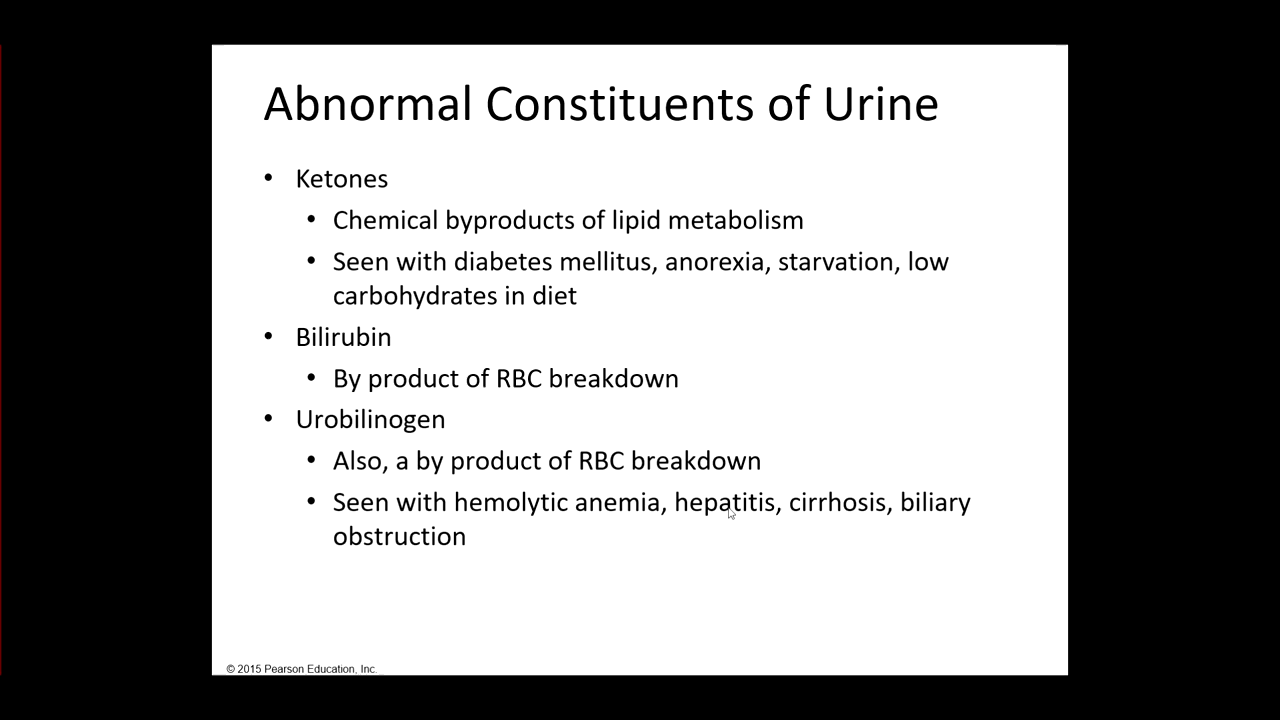 Abnormal Constituents of Urine
• Ketones
• Chemical byproducts of lipid metabolism
• Seen with diabetes mellitus, anorexia, starvation, low
carbohydrates in diet
• Bilirubin
• By product of RBC breakdown
• Urobilinogen
• Also, a by product of RBC breakdown
• Seen with hemolytic anemia, hepatitis, cirrhosis, biliary
obstruction
© 2015 Pearson Education, Inc.